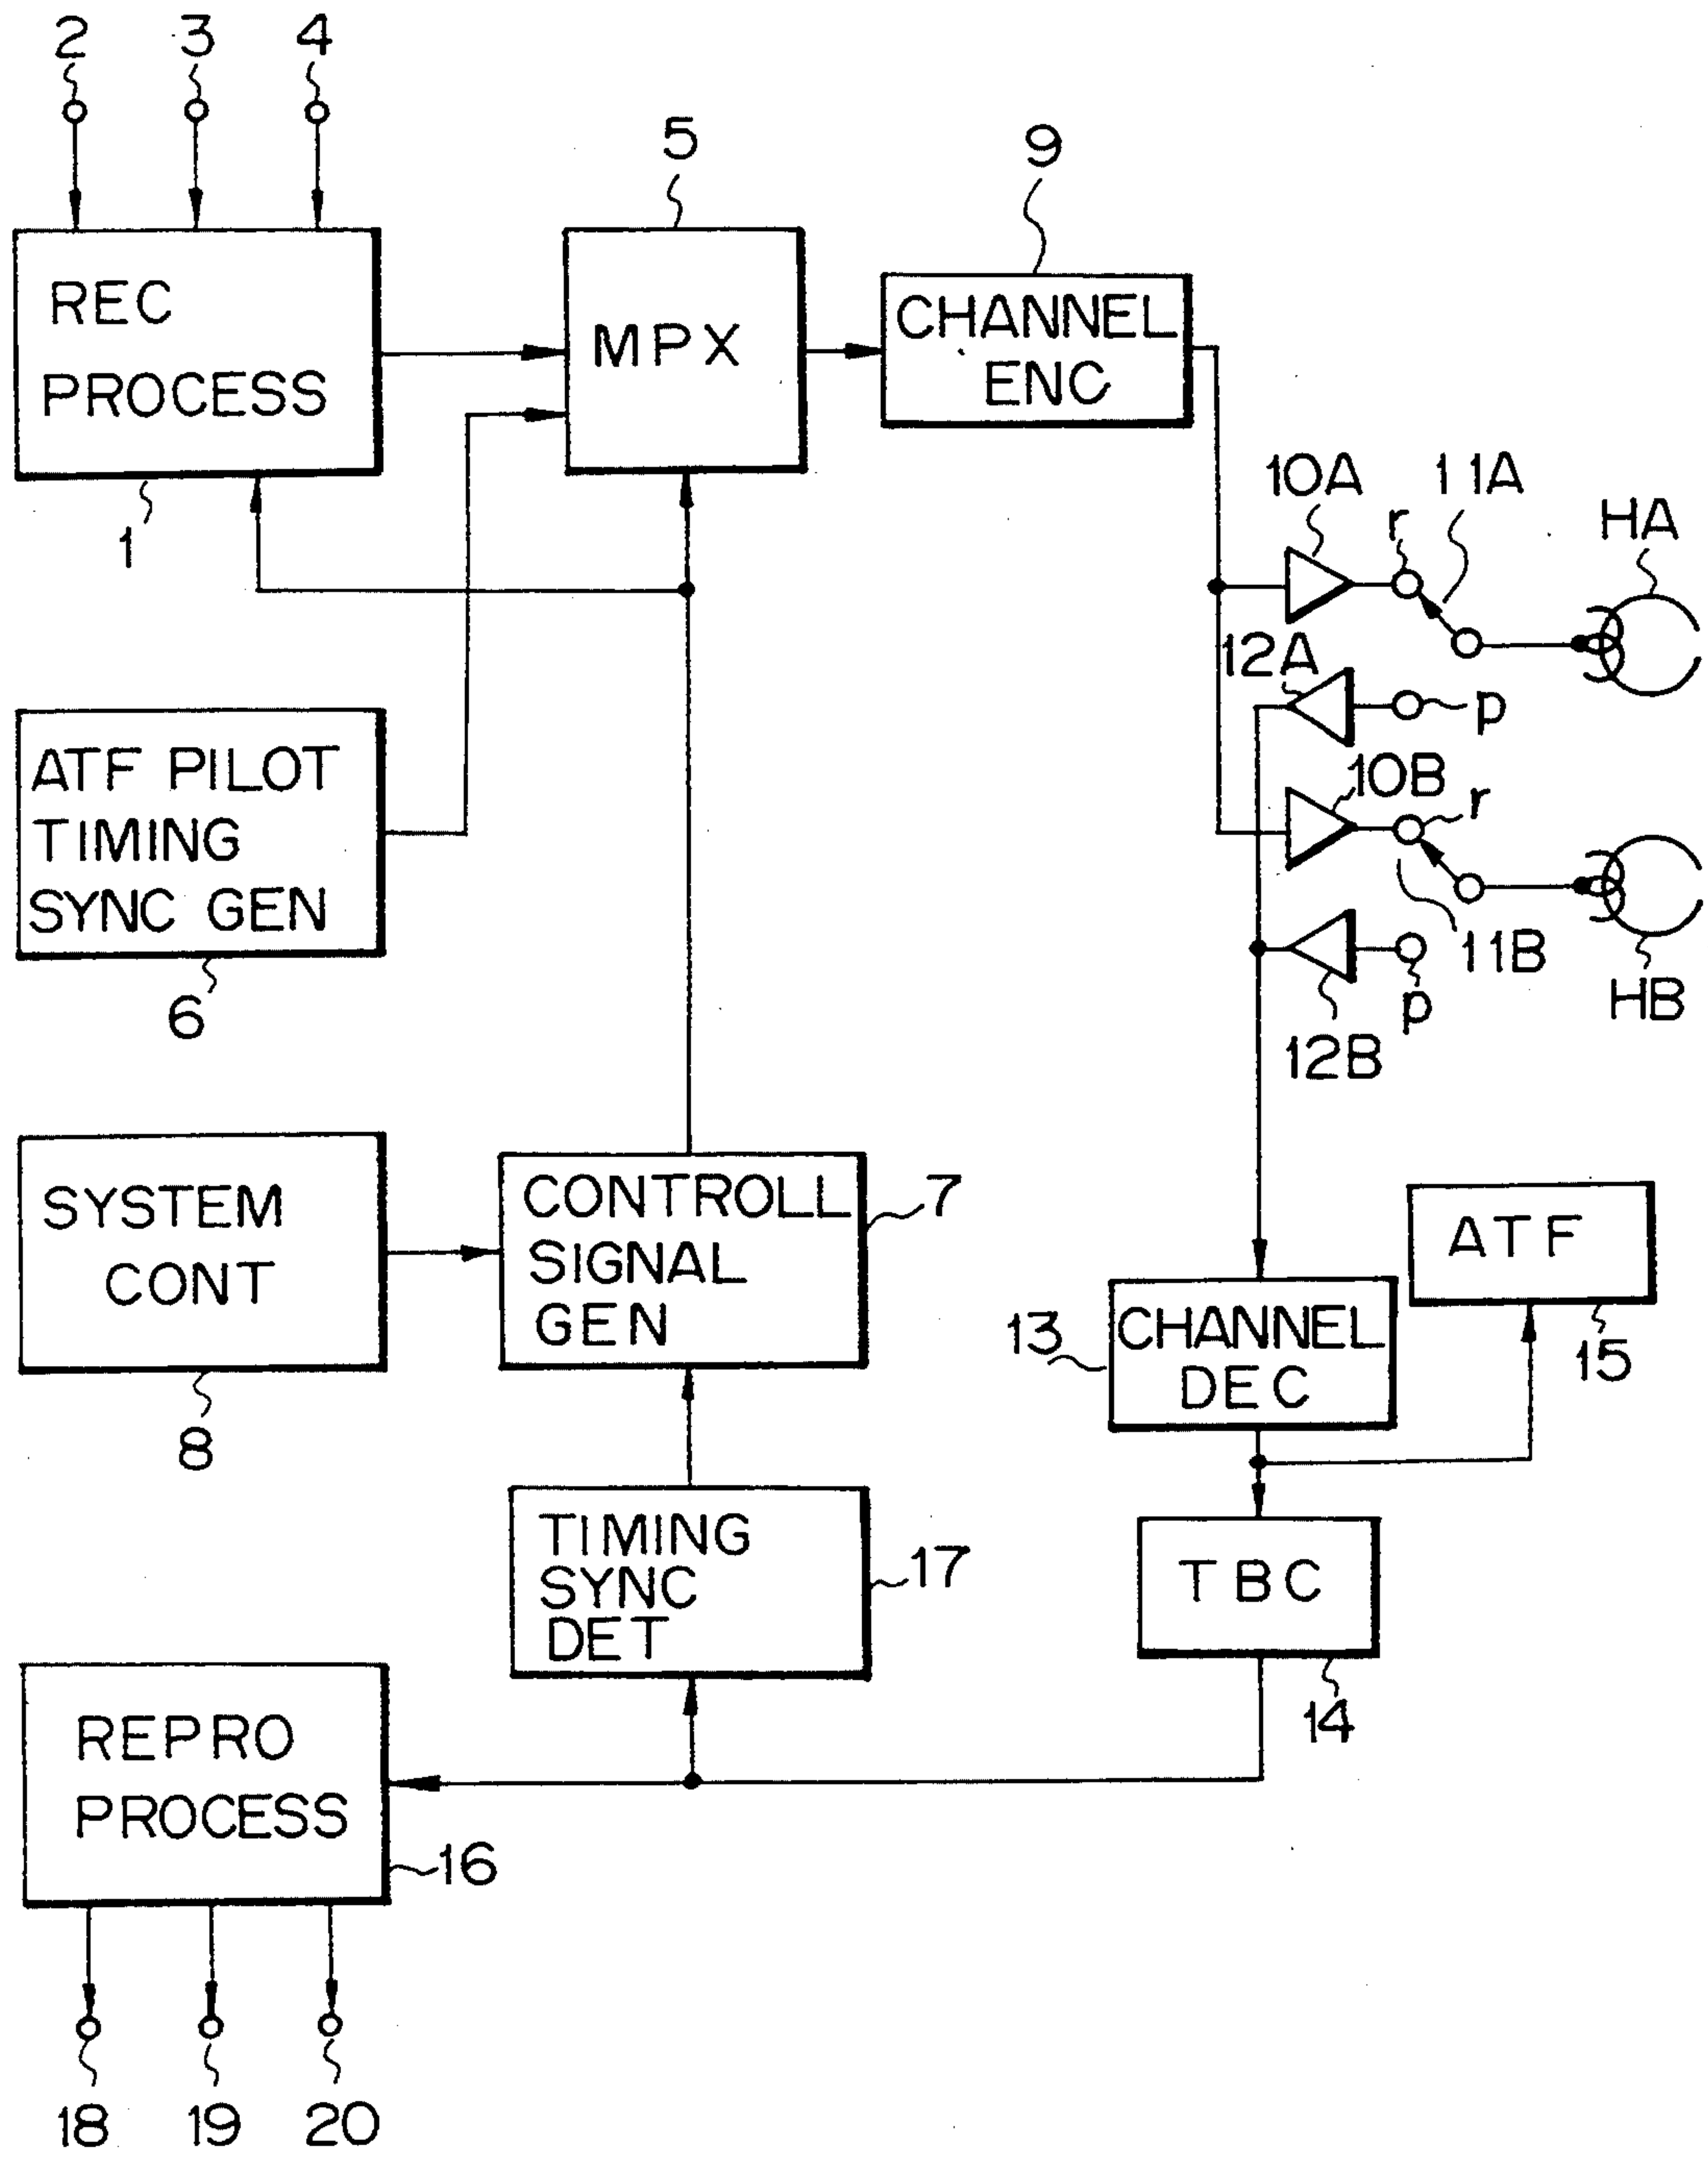 2 3 4
5
9
REC
PROCESS
MPX
CHANNEL
ENC
1
10A
11A
r
HA
12A
p
ATF PILOT
TIMING
SYNC GEN
6
10B
r
11B
HB
p
12B
SYSTEM
CONT
8
CONTROLL
SIGNAL
GEN
7
ATF
15
13
CHANNEL
DEC
TIMING
SYNC
DET
17
TBC
14
REPRO
PROCESS
16
18 19 20